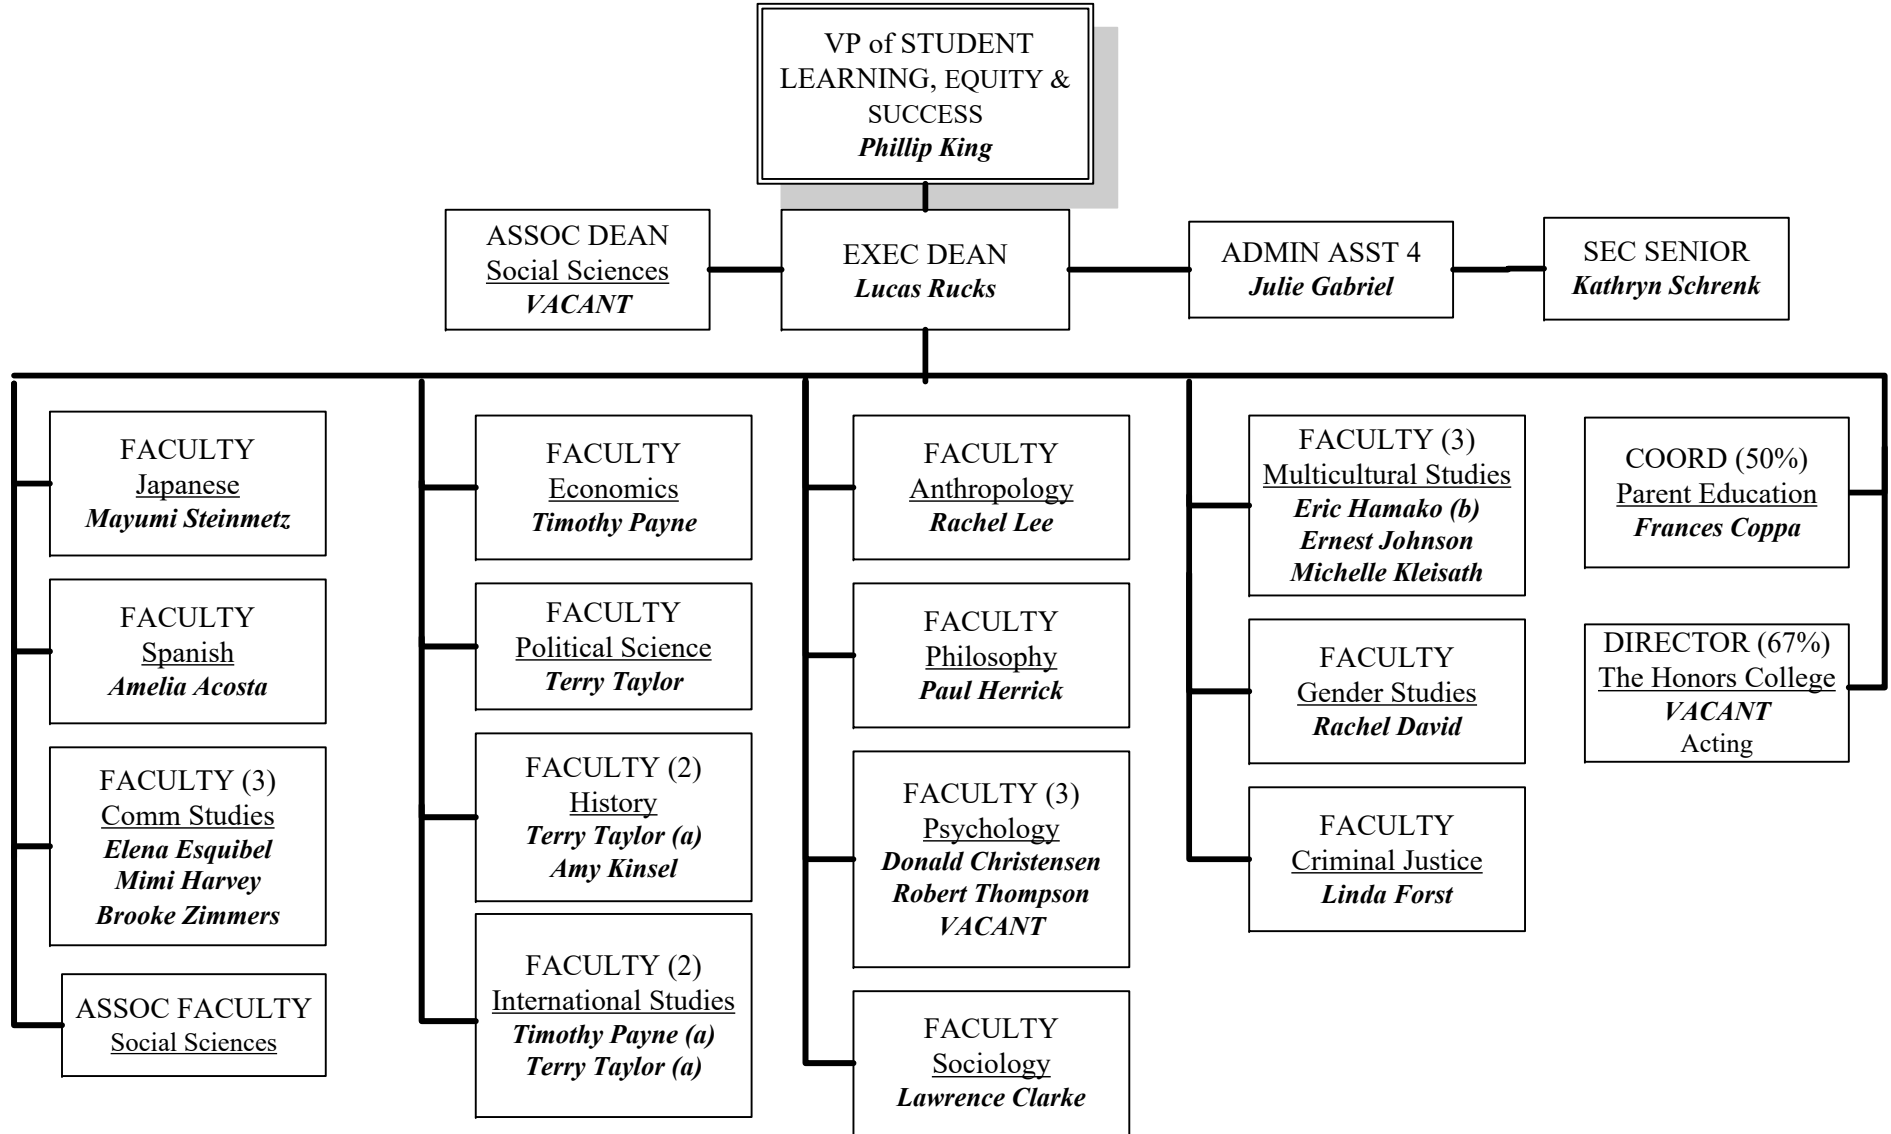 VP of STUDENT
LEARNING, EQUITY &
SUCCESS
Phillip King
ASSOC DEAN
Social Sciences
VACANT
EXEC DEAN
Lucas Rucks
ADMIN ASST 4
Julie Gabriel
SEC SENIOR
Kathryn Schrenk
FACULTY
Japanese
Mayumi Steinmetz
FACULTY
Spanish
Amelia Acosta
FACULTY (3)
Comm Studies
Elena Esquibel
Mimi Harvey
Brooke Zimmers
ASSOC FACULTY
Social Sciences
FACULTY
Economics
Timothy Payne
FACULTY
Political Science
Terry Taylor
FACULTY (2)
History
Terry Taylor (a)
Amy Kinsel
FACULTY (2)
International Studies
Timothy Payne (a)
Terry Taylor (a)
FACULTY
Anthropology
Rachel Lee
FACULTY
Philosophy
Paul Herrick
FACULTY (3)
Psychology
Donald Christensen
Robert Thompson
VACANT
FACULTY
Sociology
Lawrence Clarke
FACULTY (3)
Multicultural Studies
Eric Hamako (b)
Ernest Johnson
Michelle Kleisath
FACULTY
Gender Studies
Rachel David
FACULTY
Criminal Justice
Linda Forst
COORD (50%)
Parent Education
Frances Coppa
DIRECTOR (67%)
The Honors College
VACANT
Acting